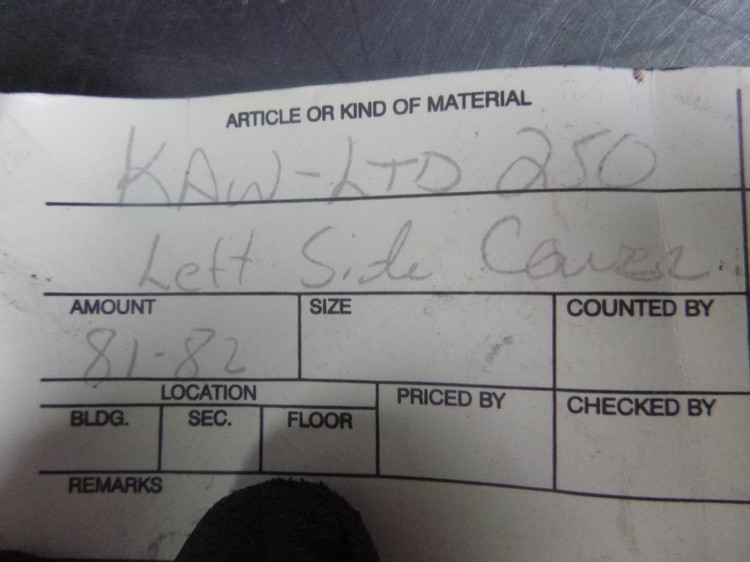 ARTICLE OR KIND OF MATERIAL
KAW-LTD 250
Left Side Cover
AMOUNT SIZE COUNTED BY
81-82
LOCATION PRICED BY CHECKED BY
BLDG. SEC. FLOOR
REMARKS